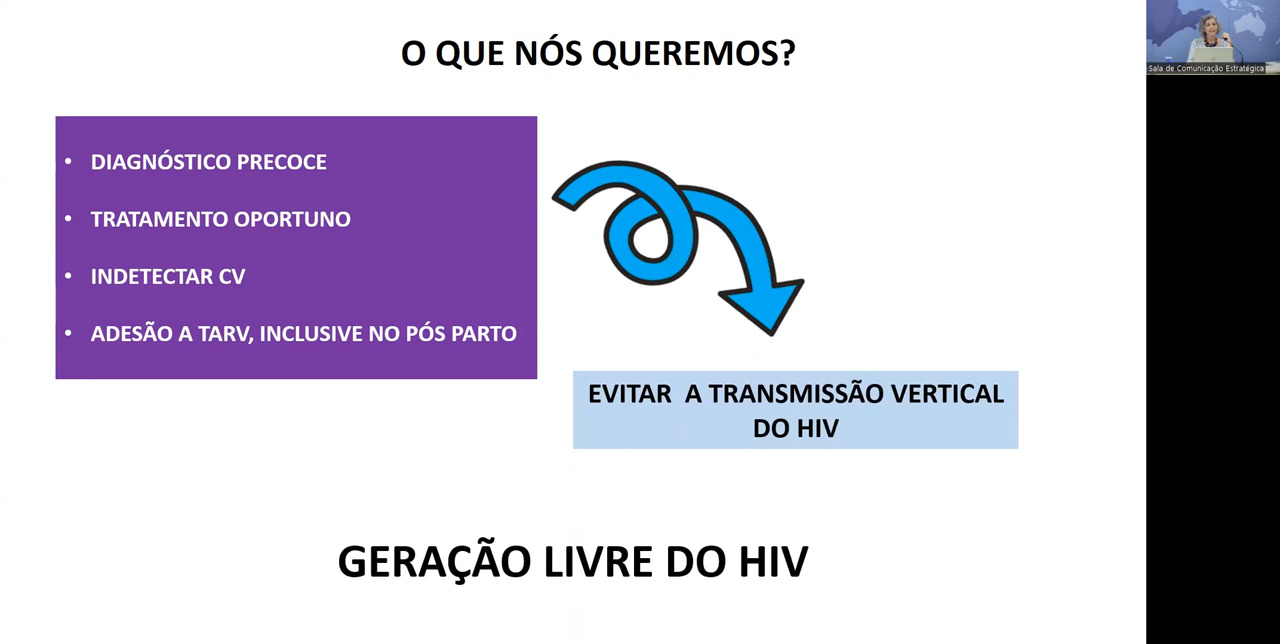 O QUE NÓS QUEREMOS?
Sala de Comunicação Estratégica
• DIAGNÓSTICO PRECOCE
• TRATAMENTO OPORTUNO
• INDETECTAR CV
• ADESÃO A TARV, INCLUSIVE NO PÓS PARTO
EVITAR A TRANSMISSÃO VERTICAL
DO HIV
GERAÇÃO LIVRE DO HIV